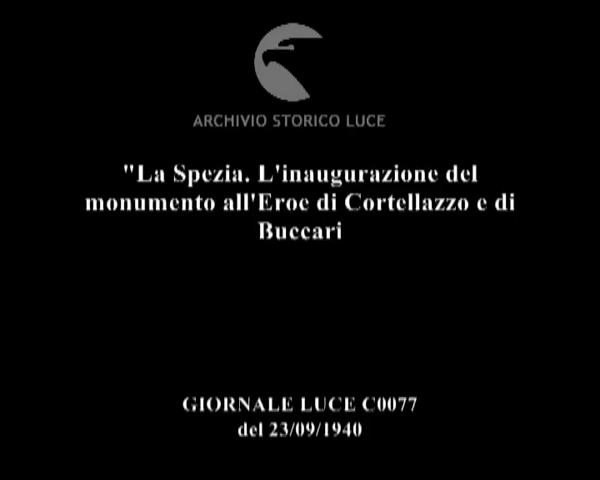 ARCHIVIO STORICO LUCE
"La Spezia. L'inaugurazione del
monumento all'Eroe di Cortellazzo e di
Buccari
GIORNALE LUCE C0077
del 23/09/1940